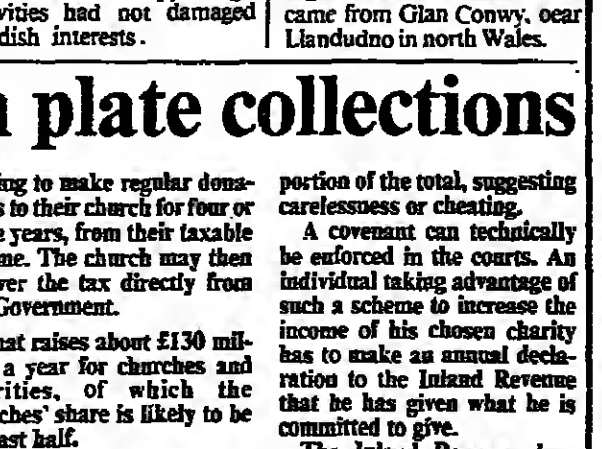 vities had not damaged
dish interests.
came from Glan Conwy, near
Llandudno in north Wales.
plate collections
ing to make regular dona-
s to their church for four or
years, from their taxable
me. The church may then
ver the tax directly from
Government.
hat raises about £130 mil-
a year for churches and
rities, of which the
ches' share is likely to be
ast half.
portion of the total, suggesting
carelessness or cheating.
A covenant can technically
be enforced in the courts. An
individual taking advantage of
such a scheme to increase the
income of his chosen charity
has to make an annual decla-
ration to the Inland Revenue
that he has given what he is
committed to give.
The Inland Revenue